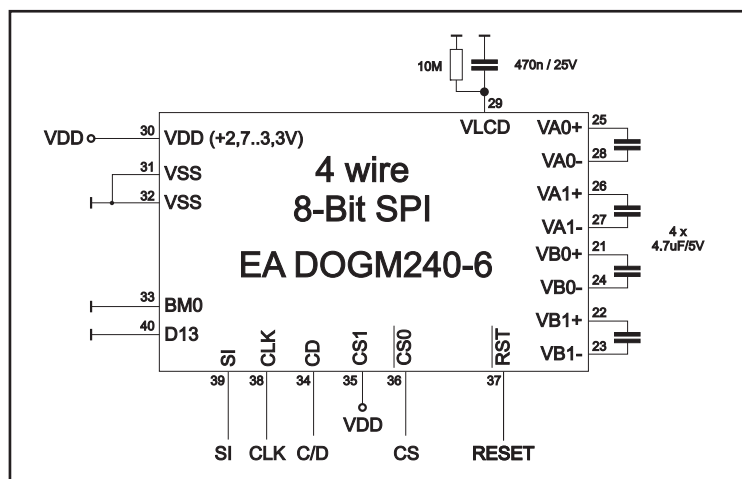 10M
470n / 25V
29
VLCD
VDD
30
VDD (+2,7..3,3V)
31
VSS
32
VSS
4 wire
8-Bit SPI
EA DOGM240-6
33
BM0
40
D13
25
VA0+
28
VA0-
26
VA1+
27
VA1-
21
VB0+
24
VB0-
22
VB1+
23
VB1-
4 x
4.7uF/5V
SI
CLK
CD
CS1
CS0
RST
39
38
34
35
36
37
VDD
SI
CLK
C/D
CS
RESET